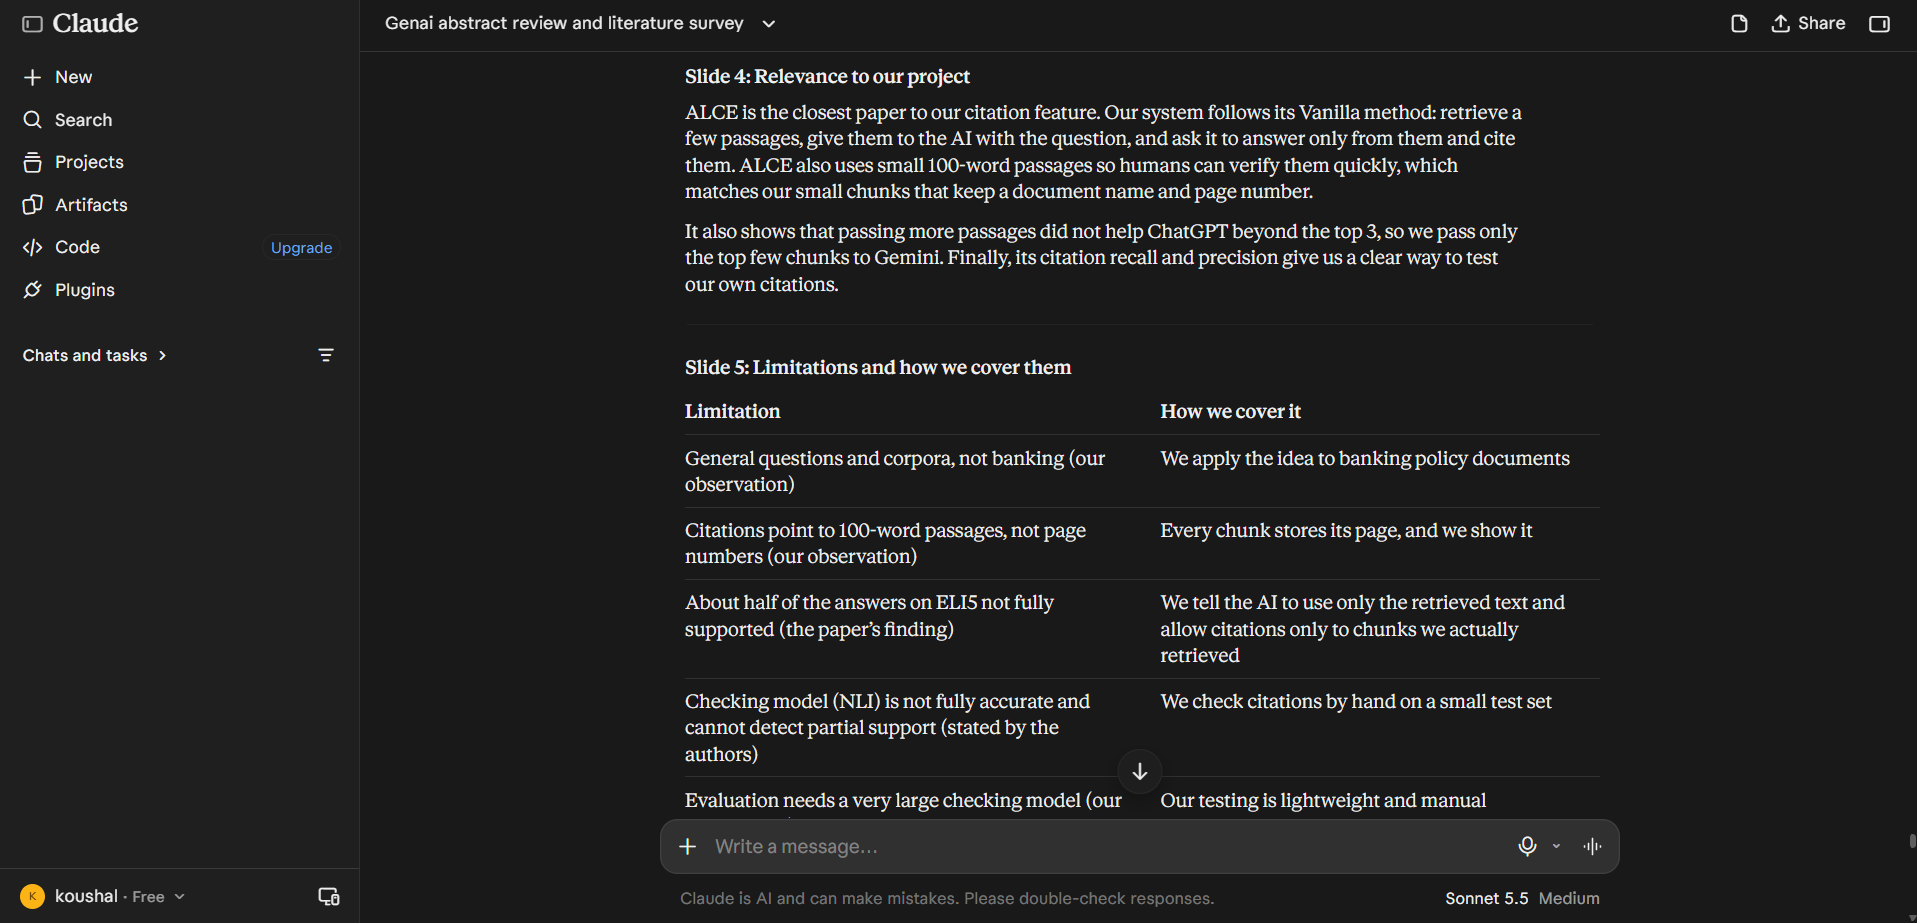 Claude
New
Search
Projects
Artifacts
Code
Upgrade
Plugins
Chats and tasks
koushal · Free
Genai abstract review and literature survey
Share
Slide 4: Relevance to our project
ALCE is the closest paper to our citation feature. Our system follows its Vanilla method: retrieve a
few passages, give them to the AI with the question, and ask it to answer only from them and cite
them. ALCE also uses small 100-word passages so humans can verify them quickly, which
matches our small chunks that keep a document name and page number.
It also shows that passing more passages did not help ChatGPT beyond the top 3, so we pass only
the top few chunks to Gemini. Finally, its citation recall and precision give us a clear way to test
our own citations.
Slide 5: Limitations and how we cover them
Limitation
How we cover it
General questions and corpora, not banking (our
observation)
We apply the idea to banking policy documents
Citations point to 100-word passages, not page
numbers (our observation)
Every chunk stores its page, and we show it
About half of the answers on ELI5 not fully
supported (the paper’s finding)
We tell the AI to use only the retrieved text and
allow citations only to chunks we actually
retrieved
Checking model (NLI) is not fully accurate and
cannot detect partial support (stated by the
authors)
We check citations by hand on a small test set
Evaluation needs a very large checking model (our
Our testing is lightweight and manual
Write a message...
Claude is AI and can make mistakes. Please double-check responses.
Sonnet 5.5 Medium
K